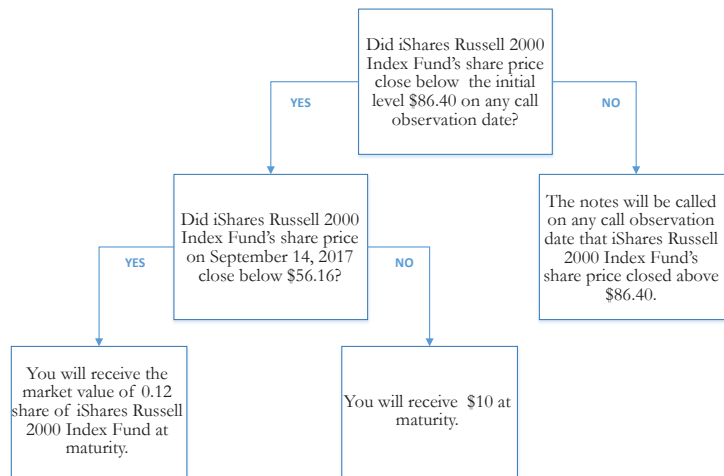 Did iShares Russell 2000
Index Fund's share price
close below the initial
level $86.40 on any call
observation date?
YES
NO
Did iShares Russell 2000
Index Fund's share price
on September 14, 2017
close below $56.16?
The notes will be called
on any call observation
date that iShares Russell
2000 Index Fund's
share price closed above
$86.40.
YES
NO
You will receive the
market value of 0.12
share of iShares Russell
2000 Index Fund at
maturity.
You will receive $10 at
maturity.